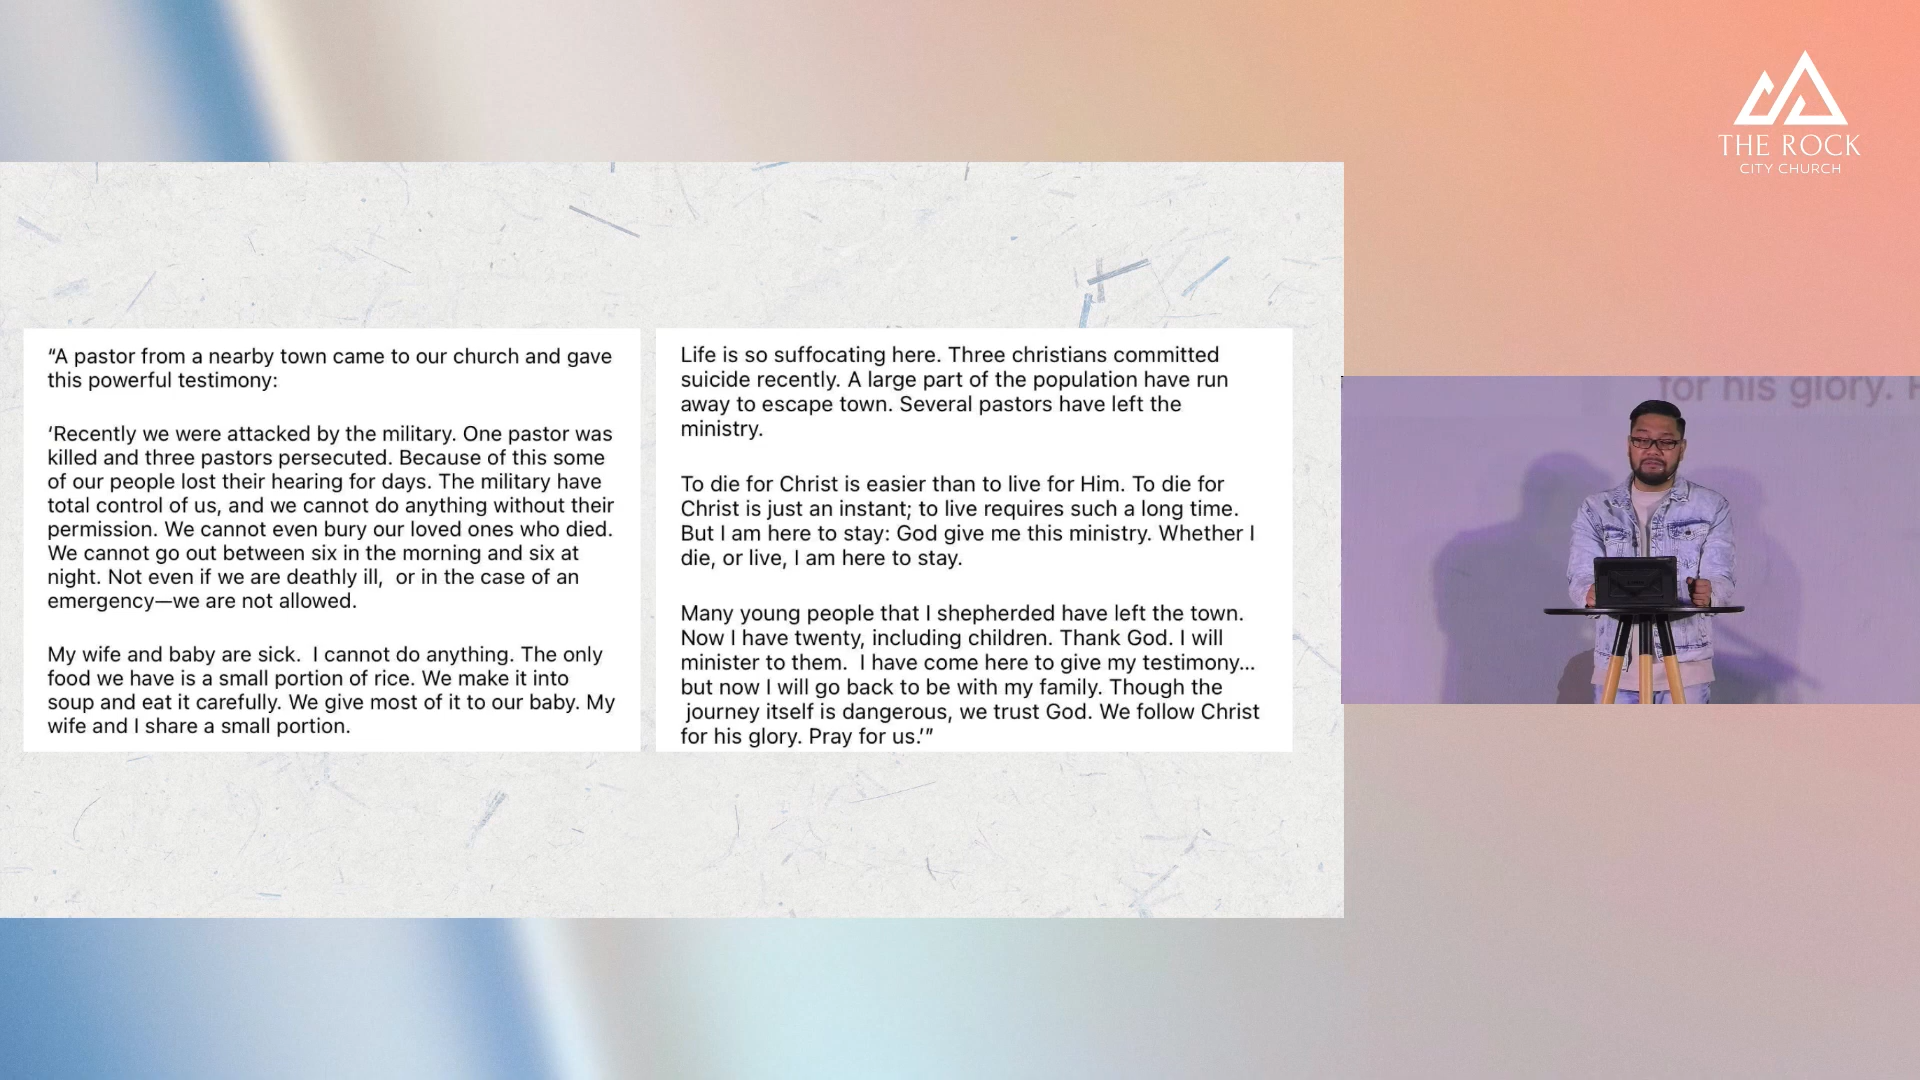 “A pastor from a nearby town came to our church and gave
this powerful testimony:
‘Recently we were attacked by the military. One pastor was
killed and three pastors persecuted. Because of this some
of our people lost their hearing for days. The military have
total control of us, and we cannot do anything without their
permission. We cannot even bury our loved ones who died.
We cannot go out between six in the morning and six at
night. Not even if we are deathly ill,  or in the case of an
emergency—we are not allowed.
My wife and baby are sick.  I cannot do anything. The only
food we have is a small portion of rice. We make it into
soup and eat it carefully. We give most of it to our baby. My
wife and I share a small portion.
Life is so suffocating here. Three christians committed
suicide recently. A large part of the population have run
away to escape town. Several pastors have left the
ministry.
To die for Christ is easier than to live for Him. To die for
Christ is just an instant; to live requires such a long time.
But I am here to stay: God give me this ministry. Whether I
die, or live, I am here to stay.
Many young people that I shepherded have left the town.
Now I have twenty, including children. Thank God. I will
minister to them.  I have come here to give my testimony...
but now I will go back to be with my family. Though the
journey itself is dangerous, we trust God. We follow Christ
for his glory. Pray for us.’”
THE ROCK
CITY CHURCH
for his glory.